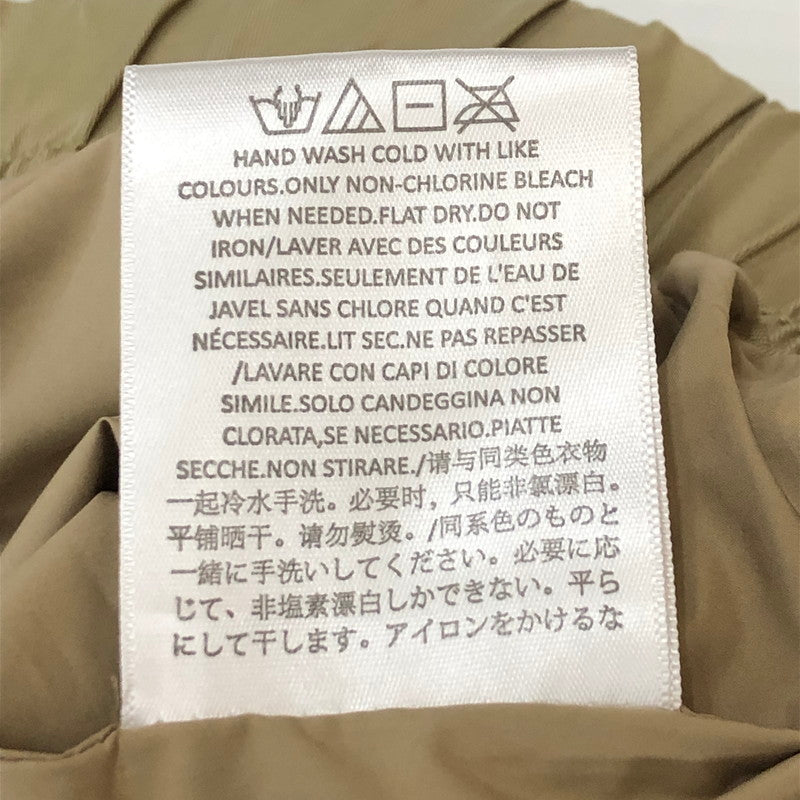 HAND WASH COLD WITH LIKE
COLOURS.ONLY NON-CHLORINE BLEACH
WHEN NEEDED.FLAT DRY.DO NOT
IRON/LAVER AVEC DES COULEURS
SIMILAIRES.SEULEMENT DE L'EAU DE
JAVEL SANS CHLORE QUAND C'EST
NÉCESSAIRE.LIT SEC.NE PAS REPASSER
/LAVARE CON CAPI DI COLORE
SIMILE.SOLO CANDEGGINA NON
CLORATA,SE NECESSARIO.PIATTE
SECCHE.NON STIRARE./请与同类色衣物
一起冷水手洗。必要时，只能非氯漂白。
平铺晒干。请勿熨烫。/同系色のものと
一緒に手洗いしてください。必要に応
じて、非塩素漂白しかできない。平ら
にして干します。アイロンをかけるな